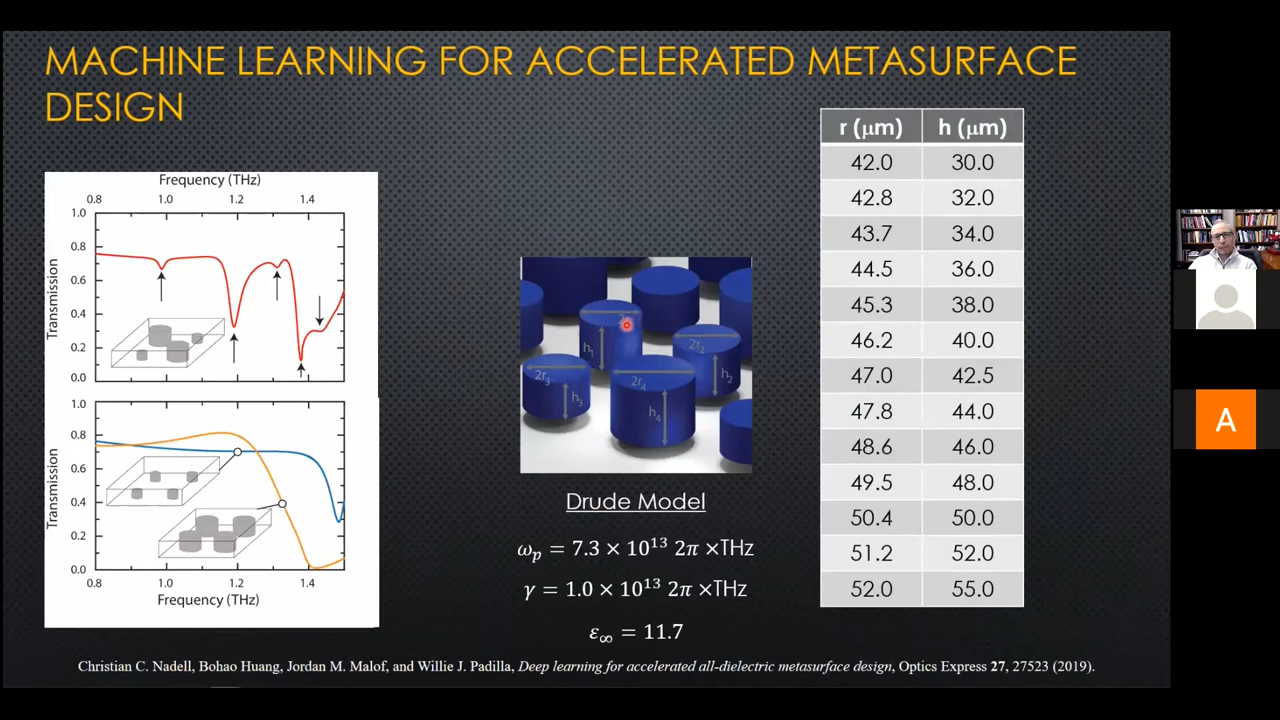 MACHINE LEARNING FOR ACCELERATED METASURFACE
DESIGN
Frequency (THz)
0.8 1.0 1.2 1.4
1.0
0.8
0.6
0.4
0.2
0.0
Transmission
1.0
0.8
0.6
0.4
0.2
0.0
Transmission
0.8 1.0 1.2 1.4
Frequency (THz)
h₁
2r₂
h₂
2r₃
h₃
2r₄
h₄
Drude Model
ωₚ = 7.3 × 10¹³ 2π ×THz
γ = 1.0 × 10¹³ 2π ×THz
ε∞ = 11.7
r (μm) h (μm)
42.0 30.0
42.8 32.0
43.7 34.0
44.5 36.0
45.3 38.0
46.2 40.0
47.0 42.5
47.8 44.0
48.6 46.0
49.5 48.0
50.4 50.0
51.2 52.0
52.0 55.0
Christian C. Nadell, Bohao Huang, Jordan M. Malof, and Willie J. Padilla, Deep learning for accelerated all-dielectric metasurface design, Optics Express 27, 27523 (2019).
A